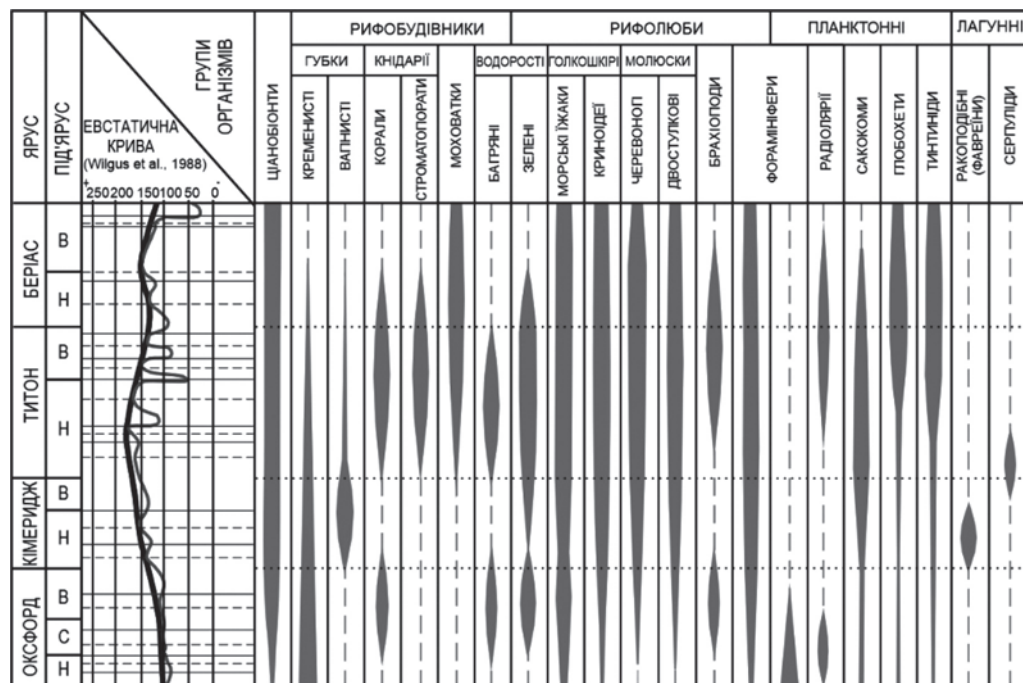 ЯРУС
ПІД'ЯРУС
ГРУПИ
ОРГАНІЗМІВ
ЕВСТАТИЧНА
КРИВА
(Wilgus et al., 1988)
+ -
250 200 150 100 50 0
РИФОБУДІВНИКИ
РИФОЛЮБИ
ПЛАНКТОННІ
ЛАГУННІ
ГУБКИ
КНІДАРІЇ
ВОДОРОСТІ
ГОЛКОШКІРІ
МОЛЮСКИ
ЦІАНОБІОНТИ
КРЕМЕНИСТІ
ВАПНИСТІ
КОРАЛИ
СТРОМАТОПОРАТИ
МОХОВАТКИ
БАГРЯНІ
ЗЕЛЕНІ
МОРСЬКІ ЇЖАКИ
КРИНОІДЕЇ
ЧЕРЕВОНОГІ
ДВОСТУЛКОВІ
БРАХІОПОДИ
ФОРАМІНІФЕРИ
РАДІОЛЯРІЇ
САКОКОМИ
ГЛОБОХЕТИ
ТИНТИНІДИ
РАКОПОДІБНІ
(ФАВРЕЇНИ)
СЕРПУЛІДИ
БЕРІАС
В
Н
ТИТОН
В
Н
КІМЕРИДЖ
В
Н
ОКСФОРД
В
С
Н